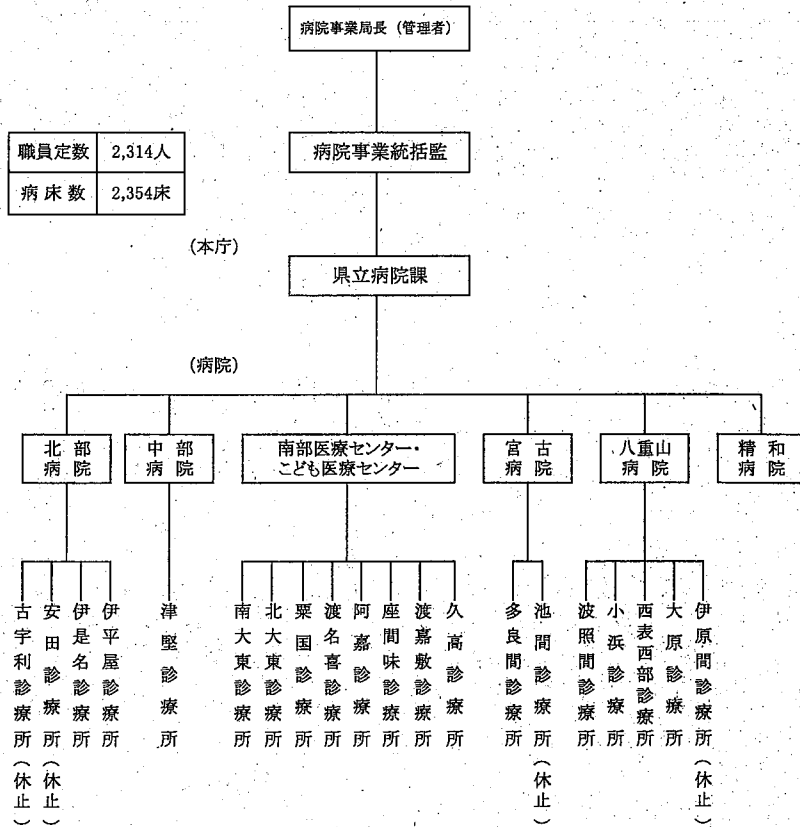 病院事業局長（管理者）
職員定数 2,314人
病床数 2,354床
病院事業統括監
（本庁）
県立病院課
（病院）
北部
病院
中部
病院
南部医療センター・
こども医療センター
宮古
病院
八重山
病院
精和
病院
古宇利診療所（休止）
安田診療所（休止）
伊是名診療所
伊平屋診療所
津堅診療所
南大東診療所
北大東診療所
粟国診療所
渡名喜診療所
阿嘉診療所
座間味診療所
渡嘉敷診療所
久高診療所
多良間診療所
池間診療所（休止）
波照間診療所
小浜診療所
西表西部診療所
大原診療所
伊原間診療所（休止）